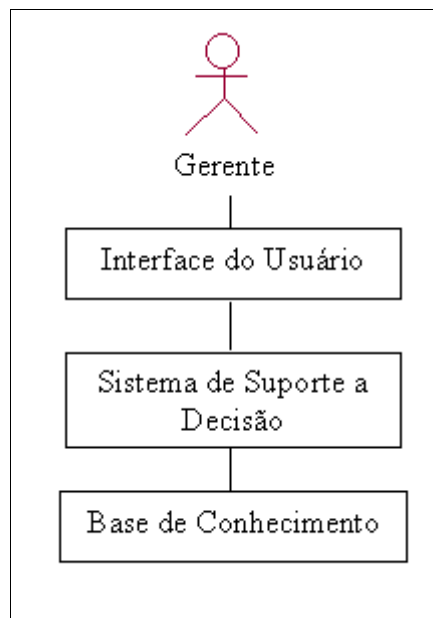 Gerente
Interface do Usuário
Sistema de Suporte a
Decisão
Base de Conhecimento